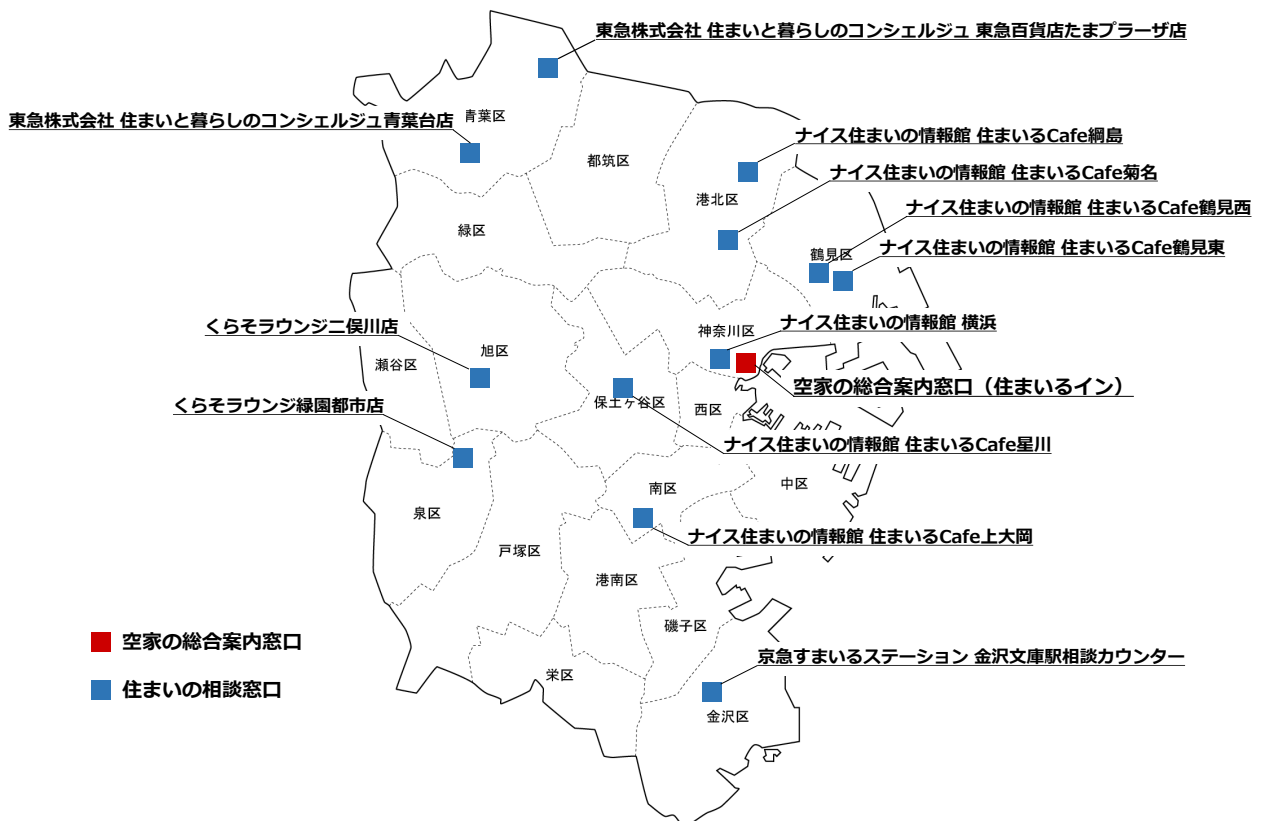 東急株式会社 住まいと暮らしのコンシェルジュ 東急百貨店たまプラーザ店
青葉区
東急株式会社 住まいと暮らしのコンシェルジュ青葉台店
ナイス住まいの情報館 住まいるCafe綱島
都筑区
ナイス住まいの情報館 住まいるCafe菊名
港北区
ナイス住まいの情報館 住まいるCafe鶴見西
緑区
ナイス住まいの情報館 住まいるCafe鶴見東
鶴見区
ナイス住まいの情報館 横浜
くらそラウンジ二俣川店
神奈川区
旭区
瀬谷区
空家の総合案内窓口（住まいるイン）
くらそラウンジ緑園都市店
保土ケ谷区
西区
ナイス住まいの情報館 住まいるCafe星川
南区
中区
泉区
ナイス住まいの情報館 住まいるCafe上大岡
戸塚区
港南区
磯子区
空家の総合案内窓口
京急すまいるステーション 金沢文庫駅相談カウンター
栄区
住まいの相談窓口
金沢区